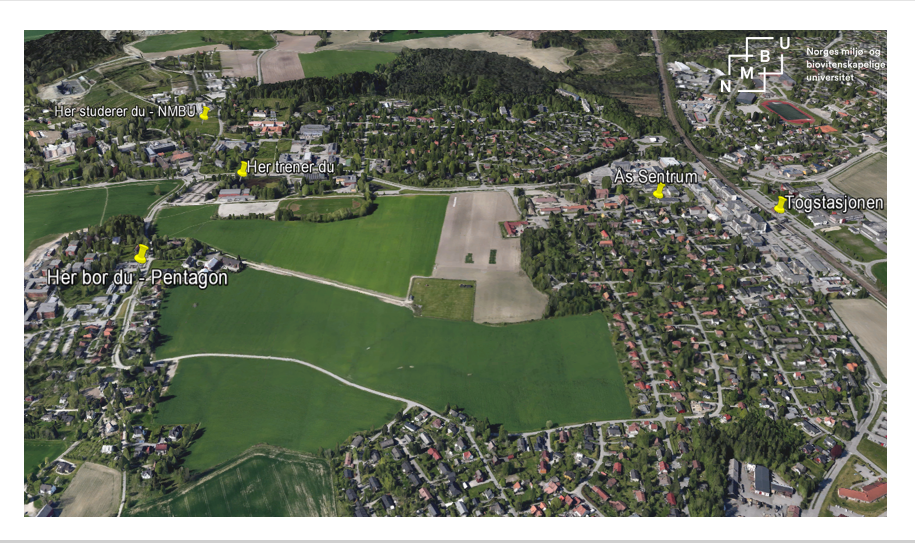 NMBU
Norges miljø- og
biovitenskapelige
universitet
Her studerer du - NMBU
Her trener du
Ås Sentrum
Togstasjonen
Her bor du - Pentagon